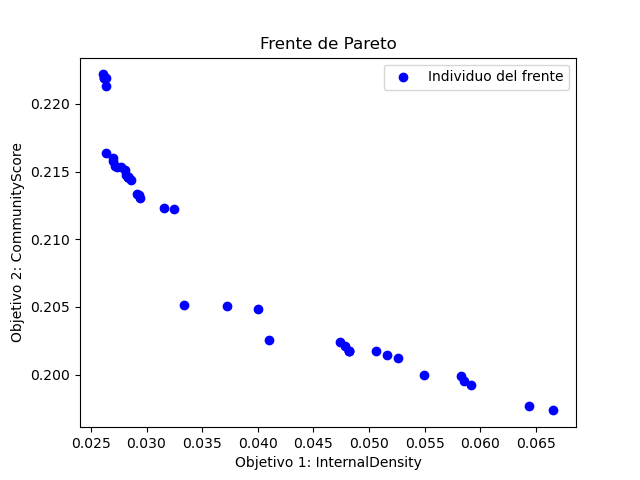 Frente de Pareto
Individuo del frente
0.220
0.215
0.210
0.205
0.200
Objetivo 2: CommunityScore
0.025 0.030 0.035 0.040 0.045 0.050 0.055 0.060 0.065
Objetivo 1: InternalDensity